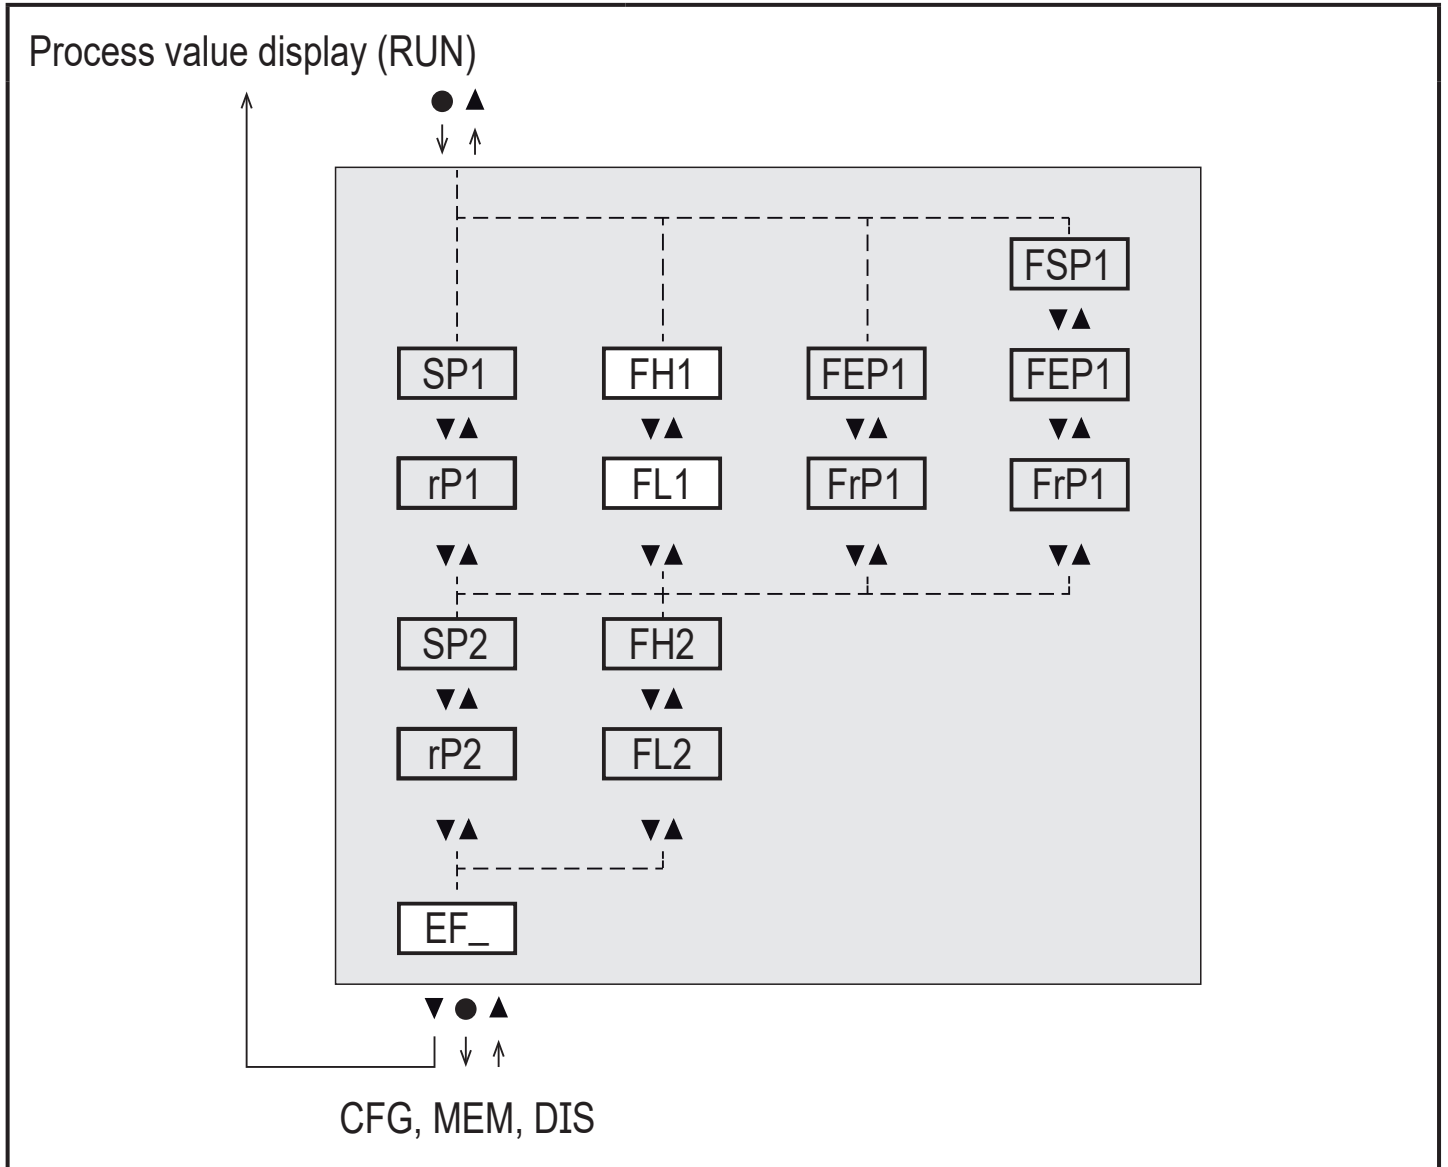 Process value display (RUN)
FSP1
SP1 FH1 FEP1 FEP1
rP1 FL1 FrP1 FrP1
SP2 FH2
rP2 FL2
EF_
CFG, MEM, DIS